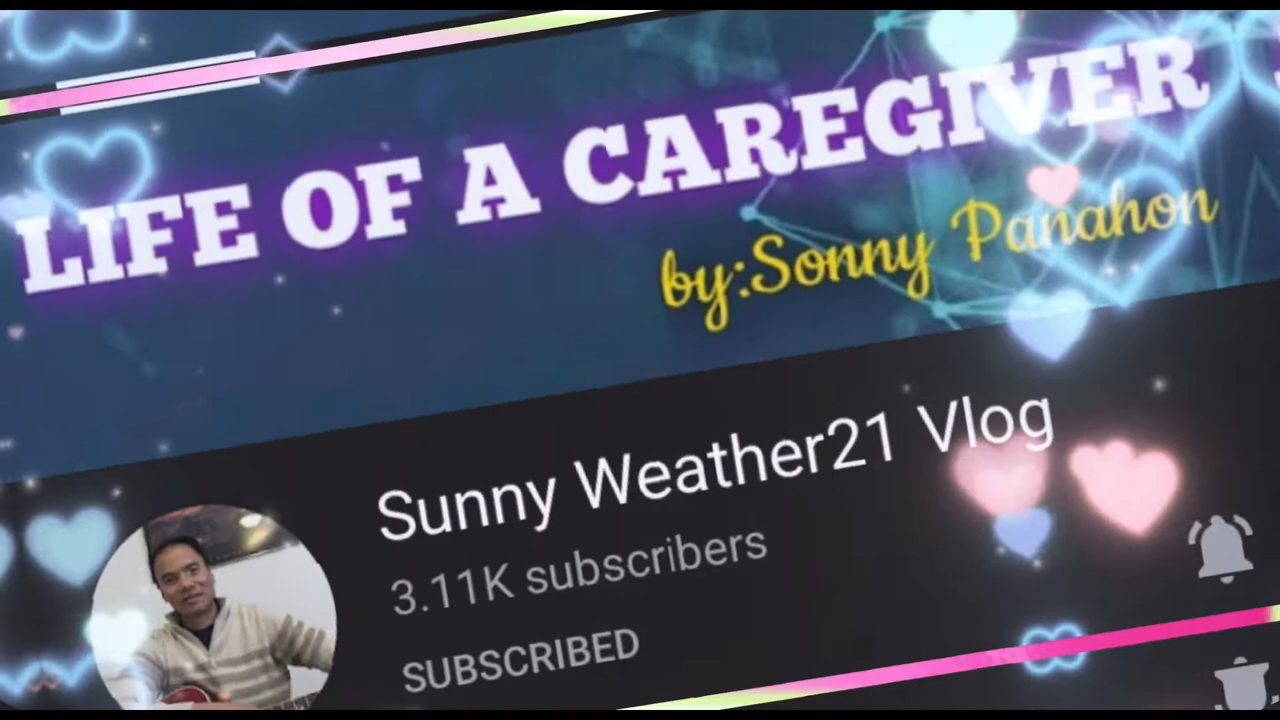 LIFE OF A CAREGIVER
by:Sonny Panahon
Sunny Weather21 Vlog
3.11K subscribers
SUBSCRIBED